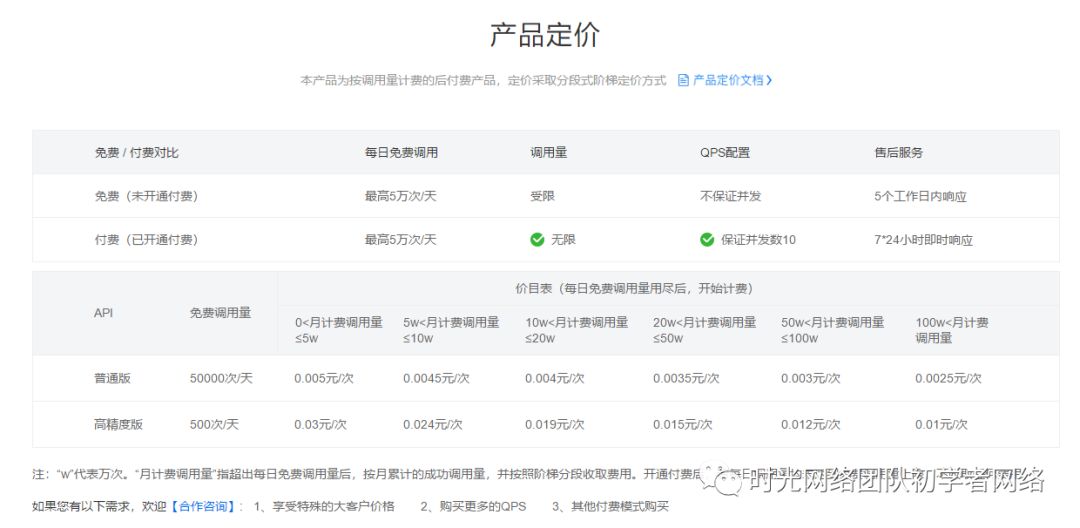 产品定价
本产品为按调用量计费的后付费产品，定价采取分段式阶梯定价方式 产品定价文档
免费 / 付费对比 每日免费调用 调用量 QPS配置 售后服务
免费（未开通付费） 最高5万次/天 受限 不保证并发 5个工作日内响应
付费（已开通付费） 最高5万次/天 无限 保证并发数10 7*24小时即时响应
API 免费调用量 价目表（每日免费调用量用尽后，开始计费）
0<月计费调用量≤5w 5w<月计费调用量≤10w 10w<月计费调用量≤20w 20w<月计费调用量≤50w 50w<月计费调用量≤100w 100w<月计费调用量
普通版 50000次/天 0.005元/次 0.0045元/次 0.004元/次 0.0035元/次 0.003元/次 0.0025元/次
高精度版 500次/天 0.03元/次 0.024元/次 0.019元/次 0.015元/次 0.012元/次 0.01元/次
注：“w”代表万次。“月计费调用量”指超出每日免费调用量后，按月累计的成功调用量，并按照阶梯分段收取费用。开通付费后
时光网络团队初学者网络
如果您有以下需求，欢迎【合作咨询】： 1、享受特殊的大客户价格 2、购买更多的QPS 3、其他付费模式购买